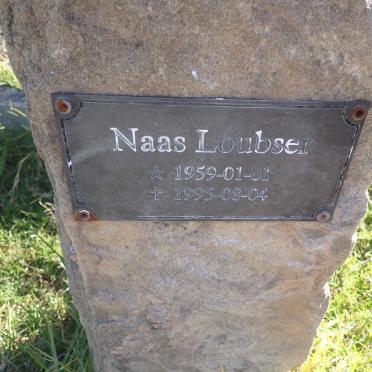 Naas Loubser
☆ 1959-01-01
✝ 1995-08-04